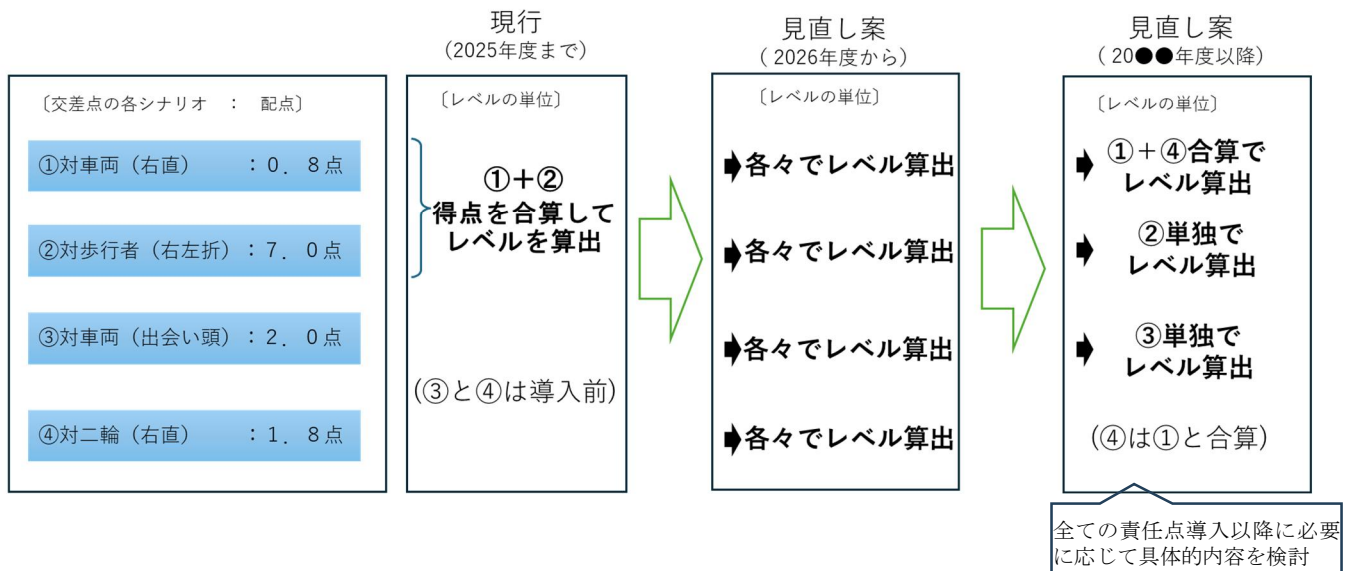 現行
(2025年度まで)
見直し案
( 2026年度から)
見直し案
( 20●●年度以降)
〔交差点の各シナリオ ： 配点〕
①対車両（右直） ：０．８点
②対歩行者（右左折）：７．０点
③対車両（出会い頭）：２．０点
④対二輪（右直） ：１．８点
〔レベルの単位〕
①＋②
得点を合算して
レベルを算出
(③と④は導入前)
〔レベルの単位〕
各々でレベル算出
各々でレベル算出
各々でレベル算出
各々でレベル算出
〔レベルの単位〕
①＋④合算で
レベル算出
②単独で
レベル算出
③単独で
レベル算出
(④は①と合算)
全ての責任点導入以降に必要
に応じて具体的内容を検討